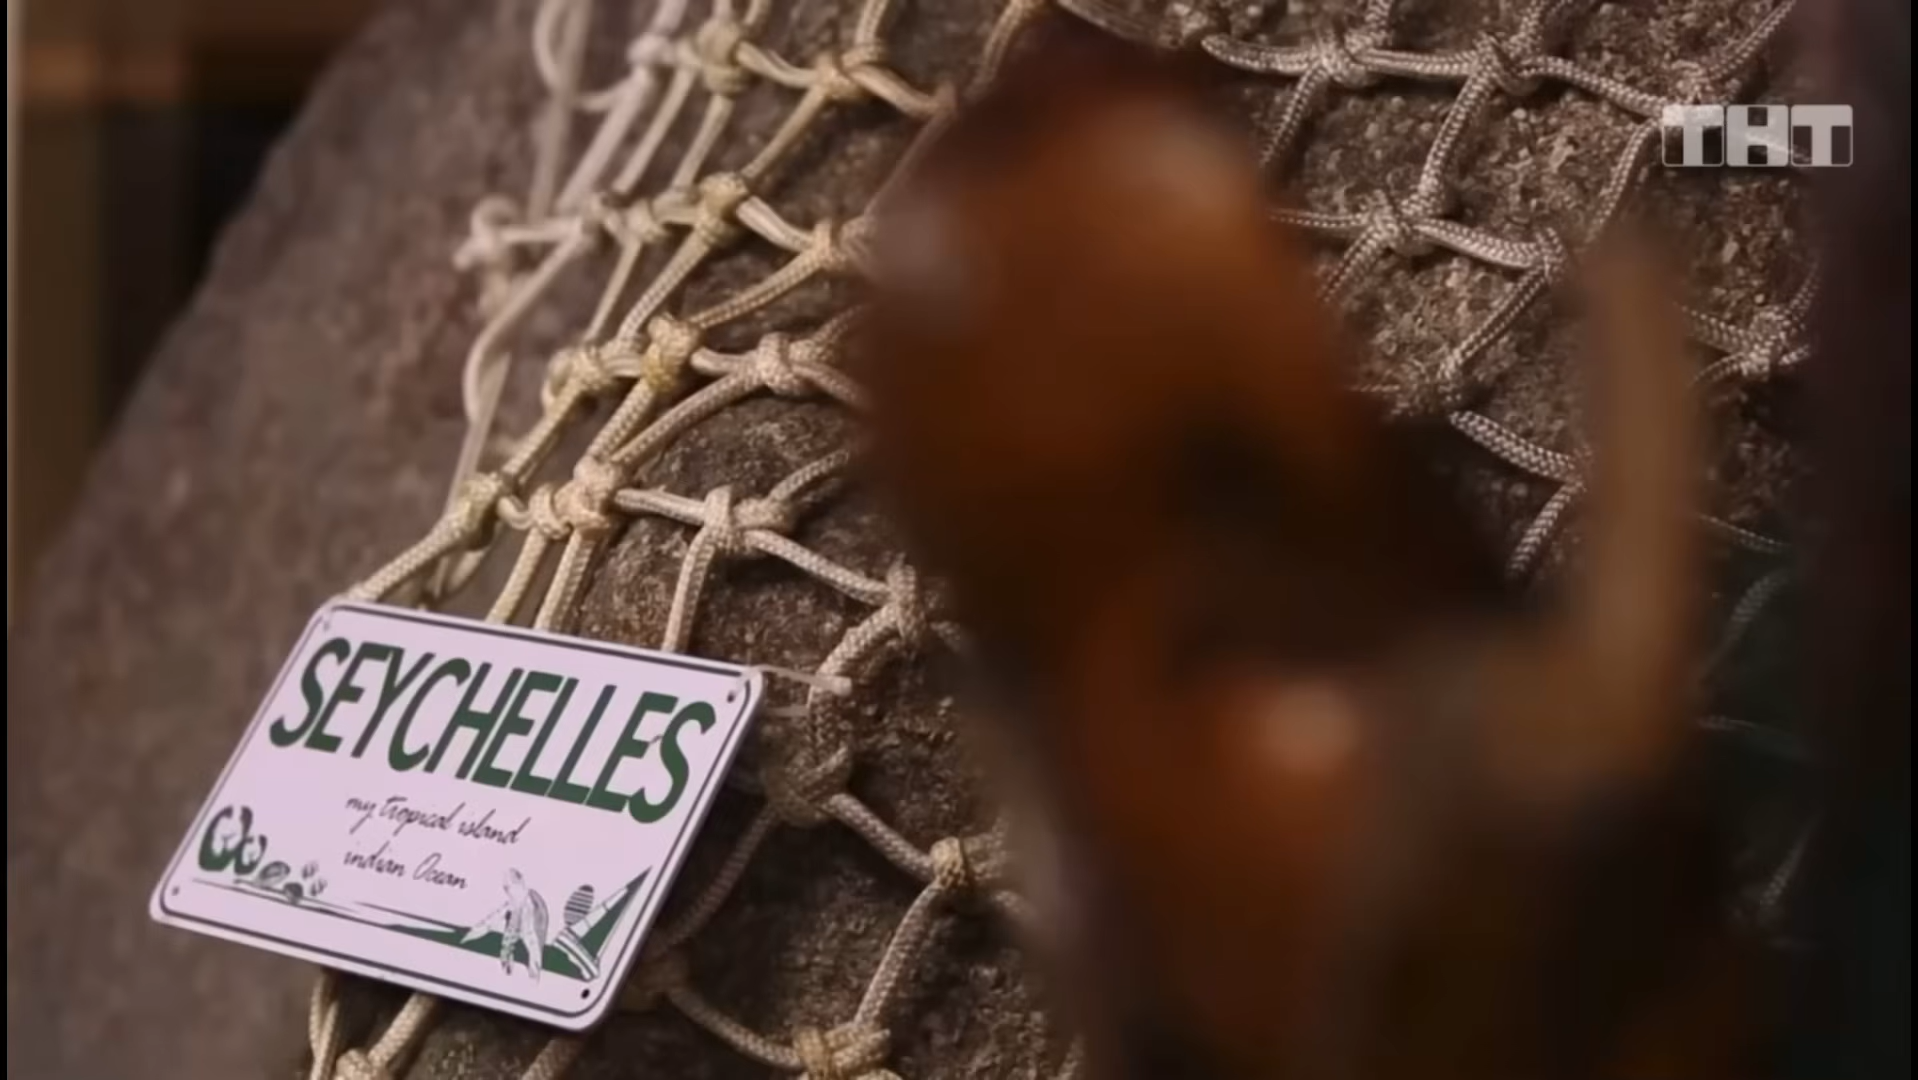 ТНТ
SEYCHELLES
my tropical island
indian Ocean